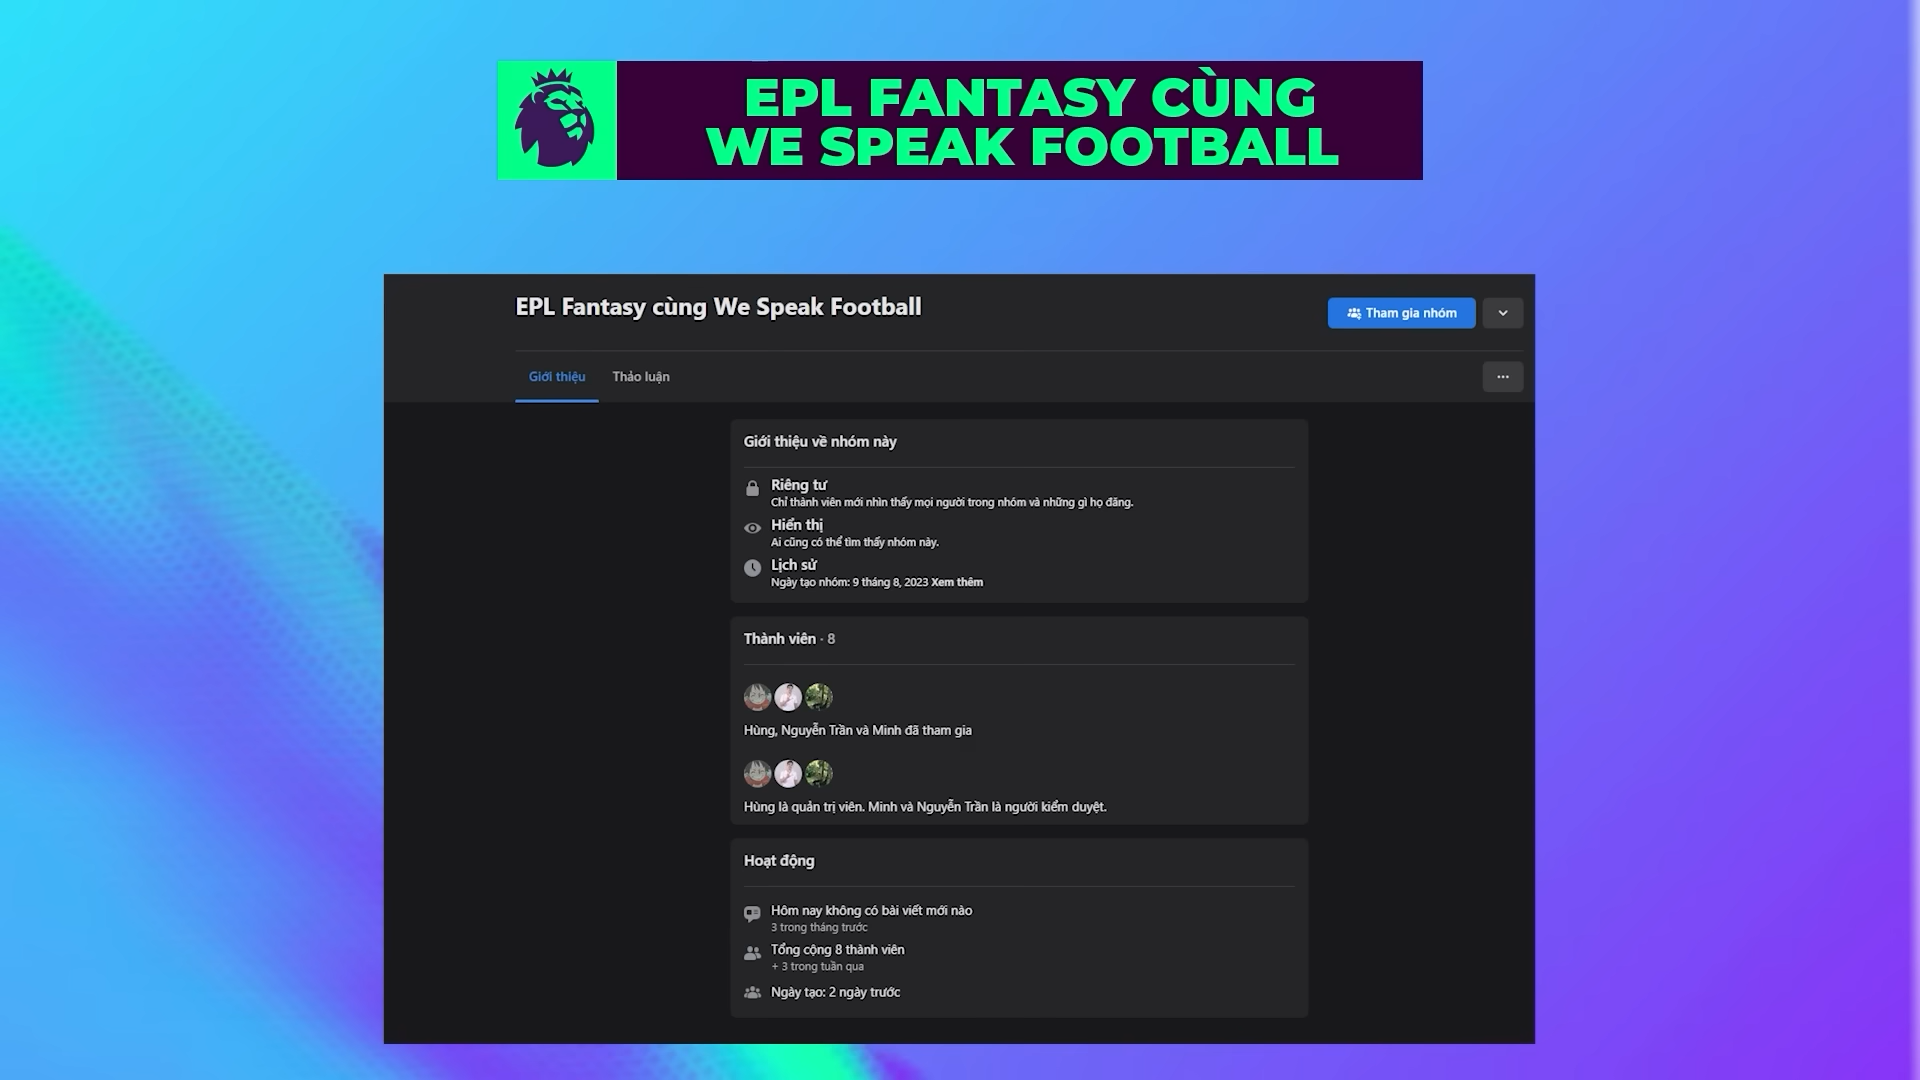 EPL FANTASY CÙNG
WE SPEAK FOOTBALL
EPL Fantasy cùng We Speak Football
Tham gia nhóm
Giới thiệu
Thảo luận
Giới thiệu về nhóm này
Riêng tư
Chỉ thành viên mới nhìn thấy mọi người trong nhóm và những gì họ đăng.
Hiển thị
Ai cũng có thể tìm thấy nhóm này.
Lịch sử
Ngày tạo nhóm: 9 tháng 8, 2023 Xem thêm
Thành viên · 8
Hùng, Nguyễn Trần và Minh đã tham gia
Hùng là quản trị viên. Minh và Nguyễn Trần là người kiểm duyệt.
Hoạt động
Hôm nay không có bài viết mới nào
3 trong tháng trước
Tổng cộng 8 thành viên
+ 3 trong tuần qua
Ngày tạo: 2 ngày trước